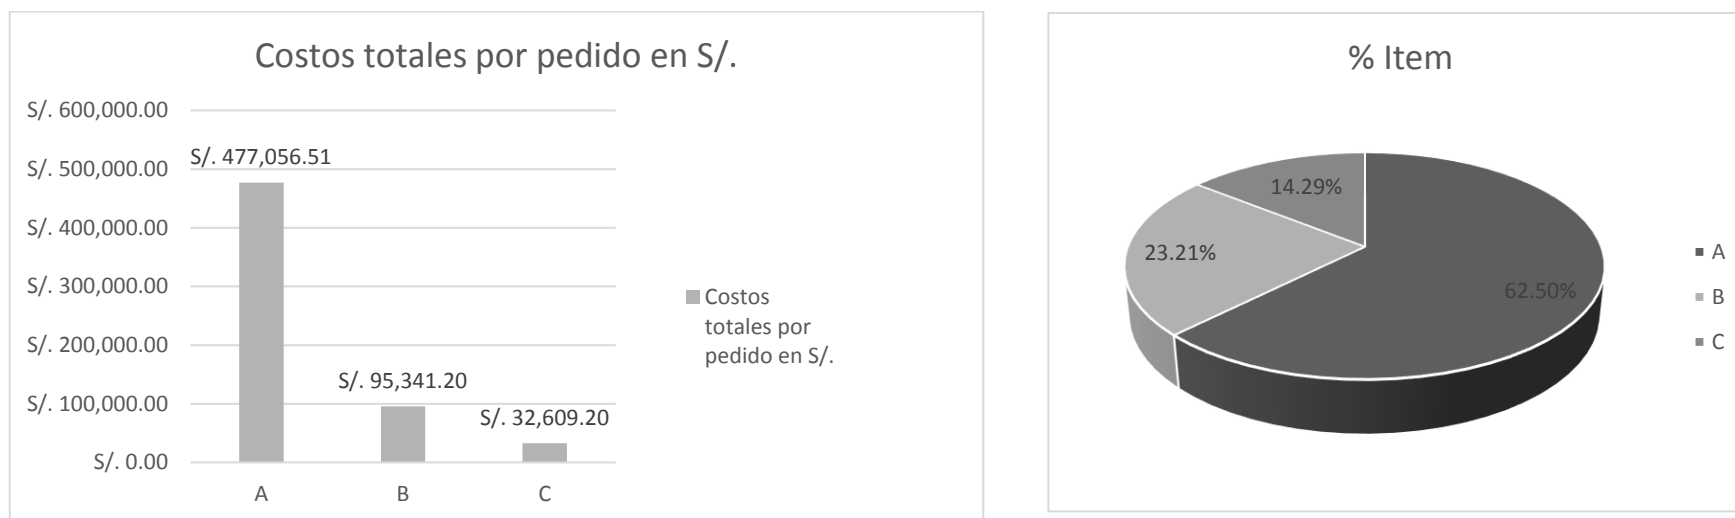 Costos totales por pedido en S/.
S/. 600,000.00
S/. 500,000.00
S/. 400,000.00
S/. 300,000.00
S/. 200,000.00
S/. 100,000.00
S/. 0.00
S/. 477,056.51
S/. 95,341.20
S/. 32,609.20
A
B
C
Costos
totales por
pedido en S/.
% Item
14.29%
23.21%
62.50%
A
B
C